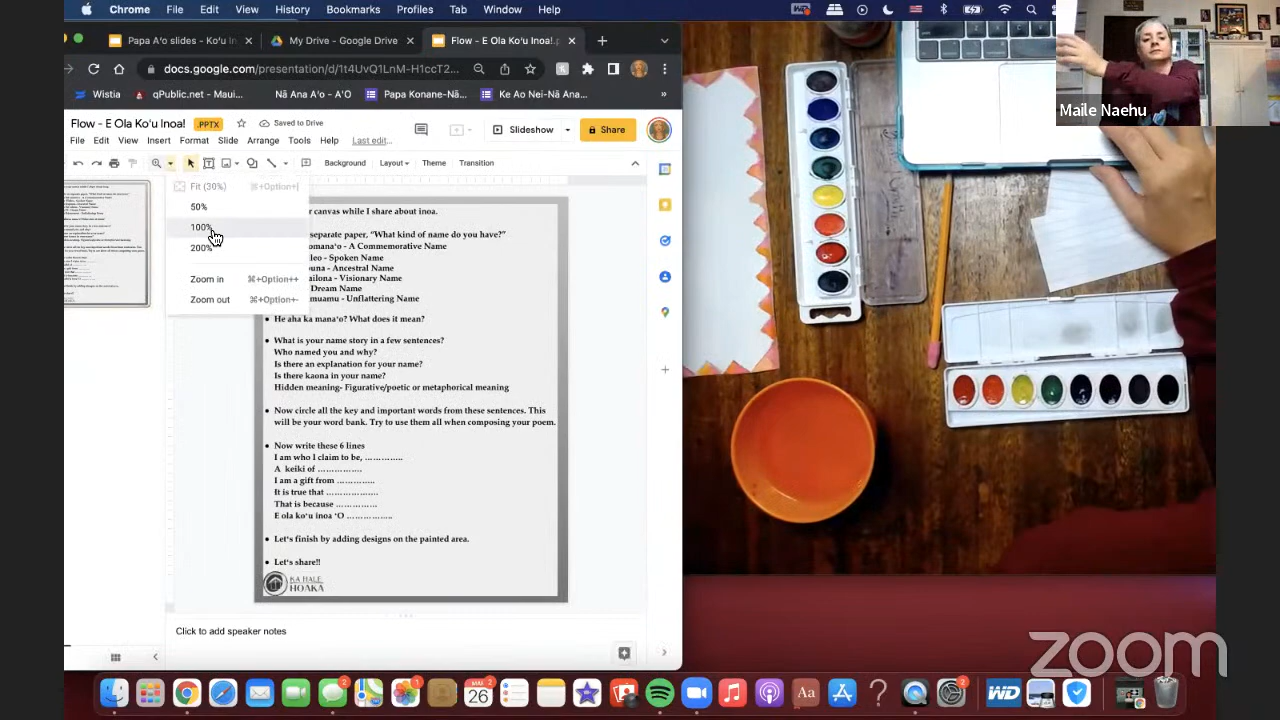 Chrome File Edit View History Bookmarks Profiles Tab Window Help
Papa A'o slides - Ka In
My Drive - Google Drive
Flow - E Ola Ko'u Inoa!.p
docs.google.com/presentation/d/1t4UvQ1LnM-H1ccT2...
Wistia
qPublic.net - Maui...
Nā Ana A'o - A'O
Papa Konane-Nā...
Ke Ao Nei-Nā Ana...
Flow - E Ola Ko'u Inoa!
.PPTX
Saved to Drive
File Edit View Insert Format Slide Arrange Tools Help Last edit...
Slideshow
Share
Background Layout Theme Transition
Fit (30%) ⌘+Option+[
50%
100%
200%
Zoom in ⌘+Option++
Zoom out ⌘+Option+-
r canvas while I share about inoa.
separate paper, "What kind of name do you have?"
omana'o - A Commemorative Name
leo - Spoken Name
una - Ancestral Name
ailona - Visionary Name
Dream Name
muamu - Unflattering Name
He aha ka mana'o? What does it mean?
What is your name story in a few sentences?
Who named you and why?
Is there an explanation for your name?
Is there kaona in your name?
Hidden meaning- Figurative/poetic or metaphorical meaning
Now circle all the key and important words from these sentences. This
will be your word bank. Try to use them all when composing your poem.
Now write these 6 lines
I am who I claim to be, …………..
A keiki of …………….
I am a gift from …………..
It is true that ………………..
That is because ……………
E ola ko'u inoa 'O ……………..
Let's finish by adding designs on the painted area.
Let's share!!
KA HALE
HOAKA
Click to add speaker notes
Maile Naehu
zoom
2
1
MAR 2
26
Aa
2
WD